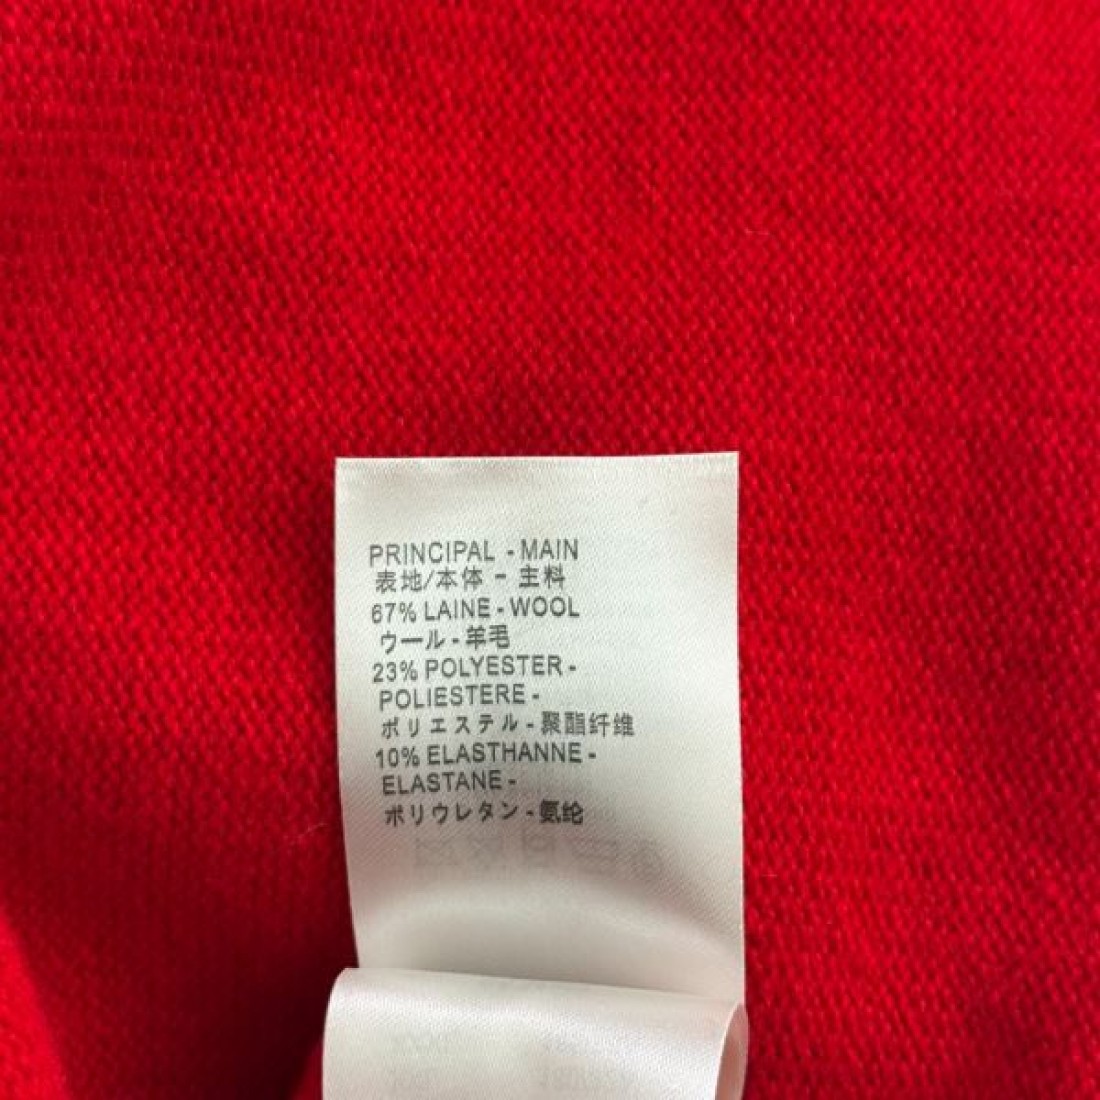 PRINCIPAL - MAIN
表地/本体 - 主料
67% LAINE - WOOL
ウール - 羊毛
23% POLYESTER -
POLIESTERE -
ポリエステル - 聚酯纤维
10% ELASTHANNE -
ELASTANE -
ポリウレタン - 氨纶